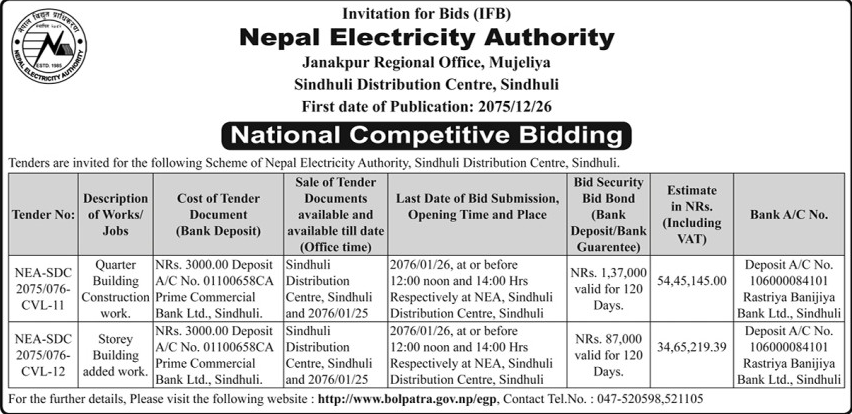 Invitation for Bids (IFB)
नेपाल विद्युत प्राधिकरण
ESTD. 1985
NEPAL ELECTRICITY AUTHORITY
Nepal Electricity Authority
Janakpur Regional Office, Mujeliya
Sindhuli Distribution Centre, Sindhuli
First date of Publication: 2075/12/26
National Competitive Bidding
Tenders are invited for the following Scheme of Nepal Electricity Authority, Sindhuli Distribution Centre, Sindhuli.
Tender No:
Description
of Works/
Jobs
Cost of Tender
Document
(Bank Deposit)
Sale of Tender
Documents
available and
available till date
(Office time)
Last Date of Bid Submission,
Opening Time and Place
Bid Security
Bid Bond
(Bank
Deposit/Bank
Guarentee)
Estimate
in NRs.
(Including
VAT)
Bank A/C No.
NEA-SDC
2075/076-
CVL-11
Quarter
Building
Construction
work.
NRs. 3000.00 Deposit
A/C No. 01100658CA
Prime Commercial
Bank Ltd., Sindhuli.
Sindhuli
Distribution
Centre, Sindhuli
and 2076/01/25
2076/01/26, at or before
12:00 noon and 14:00 Hrs
Respectively at NEA, Sindhuli
Distribution Centre, Sindhuli
NRs. 1,37,000
valid for 120
Days.
54,45,145.00
Deposit A/C No.
106000084101
Rastriya Banijiya
Bank Ltd., Sindhuli
NEA-SDC
2075/076-
CVL-12
Storey
Building
added work.
NRs. 3000.00 Deposit
A/C No. 01100658CA
Prime Commercial
Bank Ltd., Sindhuli.
Sindhuli
Distribution
Centre, Sindhuli
and 2076/01/25
2076/01/26, at or before
12:00 noon and 14:00 Hrs
Respectively at NEA, Sindhuli
Distribution Centre, Sindhuli
NRs. 87,000
valid for 120
Days.
34,65,219.39
Deposit A/C No.
106000084101
Rastriya Banijiya
Bank Ltd., Sindhuli
For the further details, Please visit the following website : http://www.bolpatra.gov.np/egp, Contact Tel.No. : 047-520598,521105